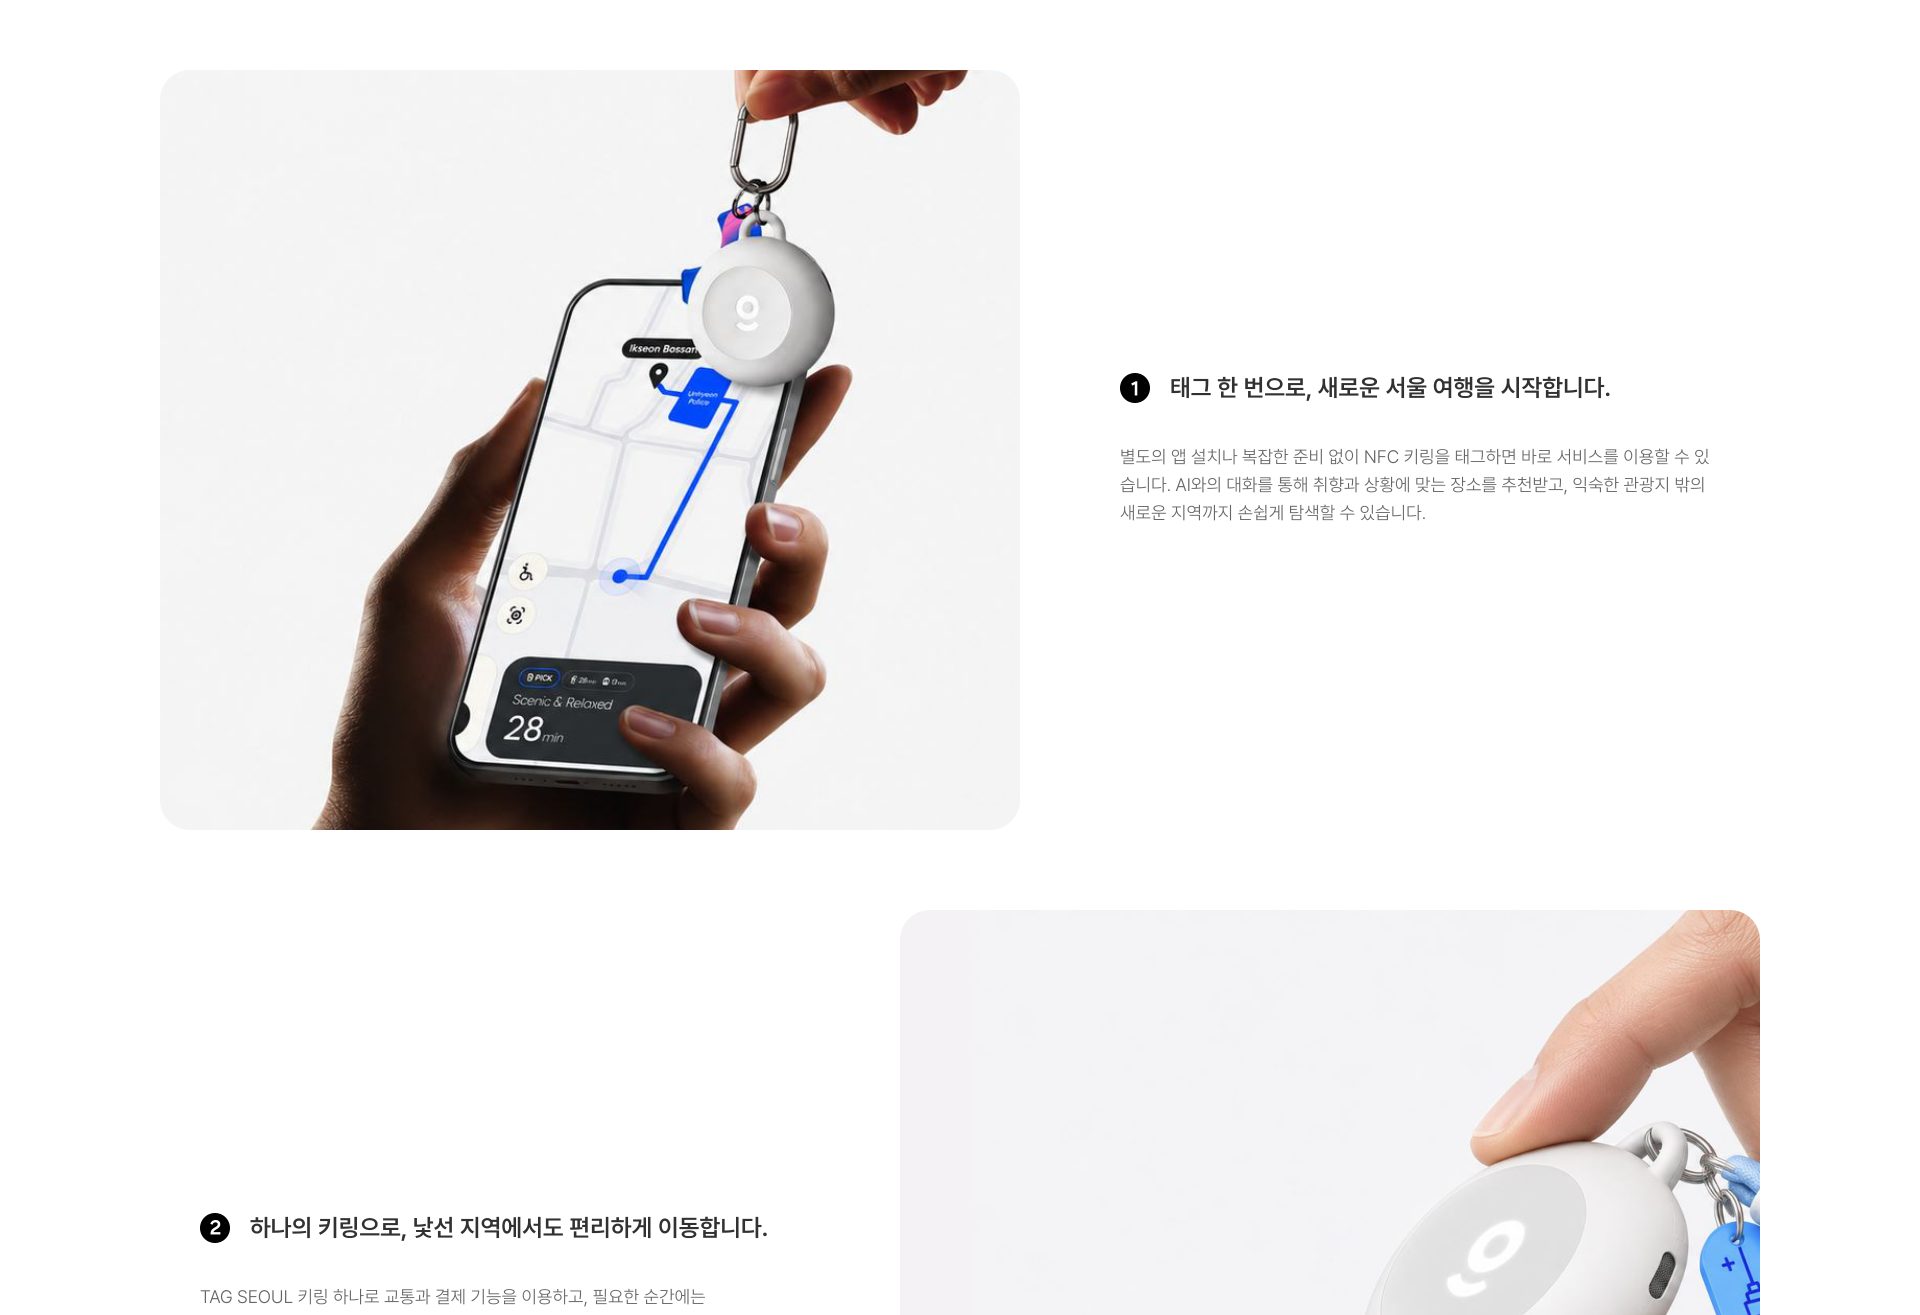 Ikseon Bossam
Unhyeon
Palace
PICK
28min
Scenic & Relaxed
28min
1 태그 한 번으로, 새로운 서울 여행을 시작합니다.
별도의 앱 설치나 복잡한 준비 없이 NFC 키링을 태그하면 바로 서비스를 이용할 수 있
습니다. AI와의 대화를 통해 취향과 상황에 맞는 장소를 추천받고, 익숙한 관광지 밖의
새로운 지역까지 손쉽게 탐색할 수 있습니다.
2 하나의 키링으로, 낯선 지역에서도 편리하게 이동합니다.
TAG SEOUL 키링 하나로 교통과 결제 기능을 이용하고, 필요한 순간에는